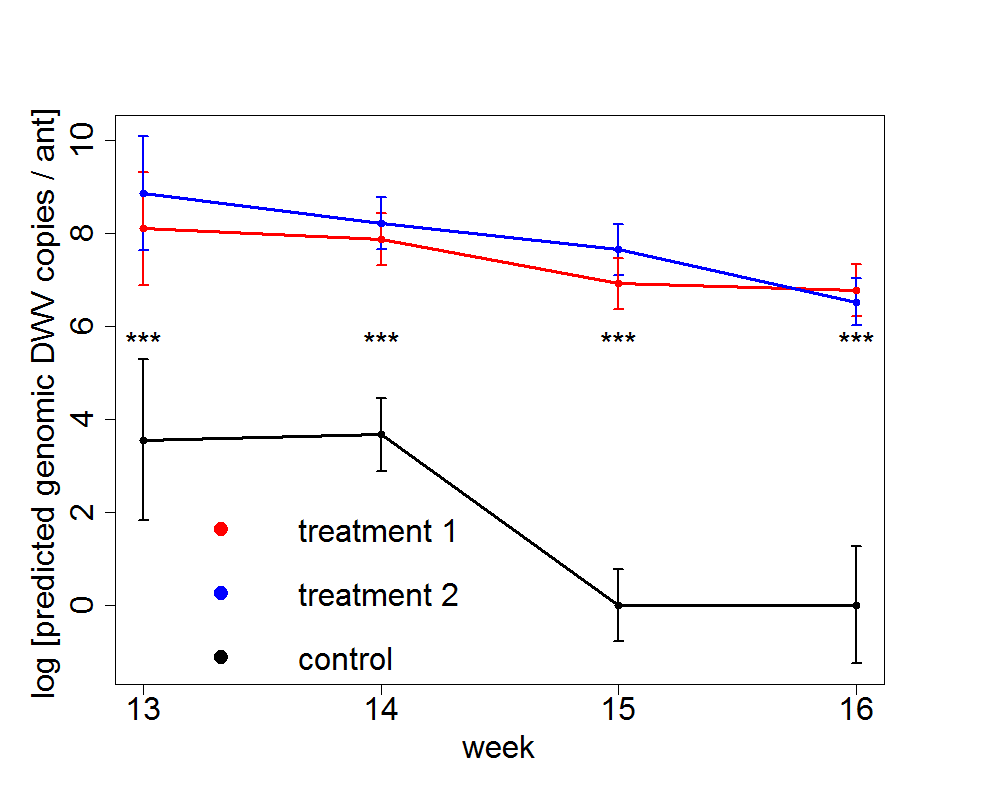 log [predicted genomic DWV copies / ant]
10
8
6
4
2
0
*** *** *** ***
treatment 1
treatment 2
control
13 14 15 16
week